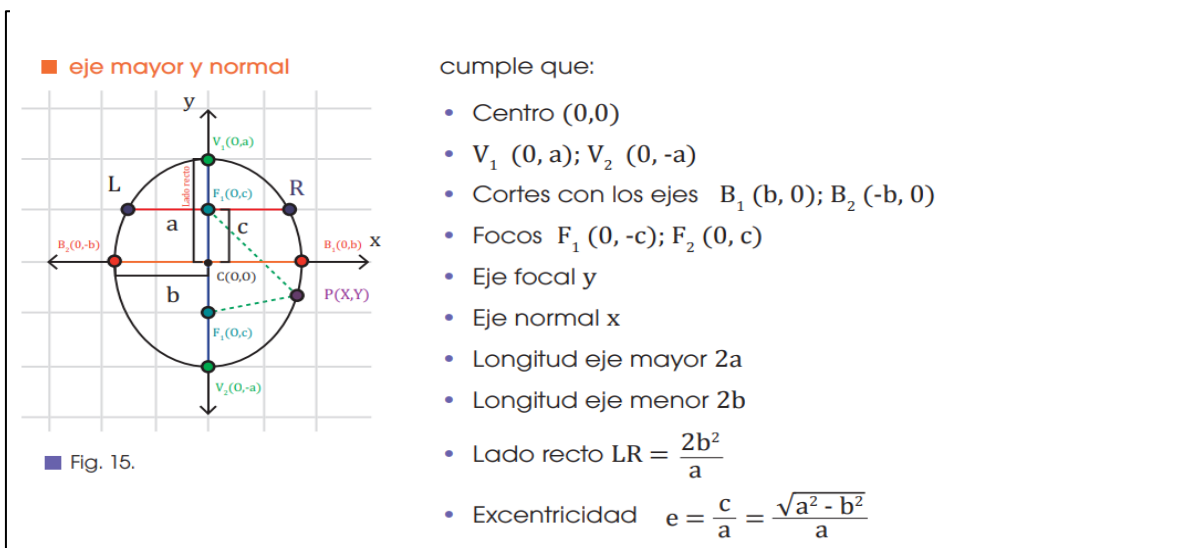 eje mayor y normal
y
V₁(0,a)
Lado recto
L
F₁(0,c)
R
a
c
B₂(0,-b)
B₁(0,b)
x
C(0,0)
b
P(X,Y)
F₁(0,c)
V₂(0,-a)
Fig. 15.
cumple que:
• Centro (0,0)
• V₁ (0, a); V₂ (0, -a)
• Cortes con los ejes B₁ (b, 0); B₂ (-b, 0)
• Focos F₁ (0, -c); F₂ (0, c)
• Eje focal y
• Eje normal x
• Longitud eje mayor 2a
• Longitud eje menor 2b
• Lado recto LR = 2b²/a
• Excentricidad e = c/a = √(a² - b²)/a